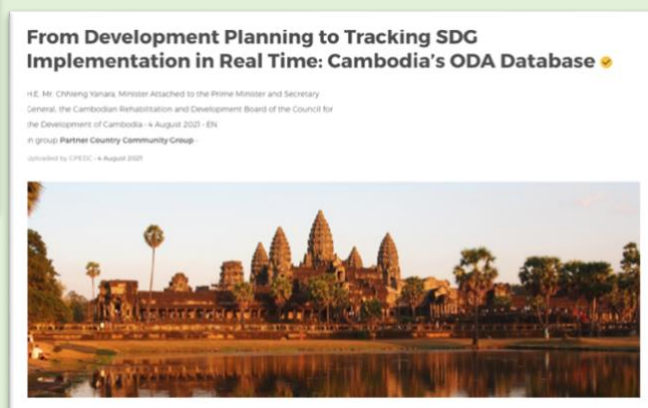 From Development Planning to Tracking SDG
Implementation in Real Time: Cambodia's ODA Database
H.E. Mr. Chhieng Yanara, Minister Attached to the Prime Minister and Secretary
General, the Cambodian Rehabilitation and Development Board of the Council for
the Development of Cambodia - 4 August 2021 - EN
In group Partner Country Community Group -
Uploaded by GPEDC - 4 August 2021